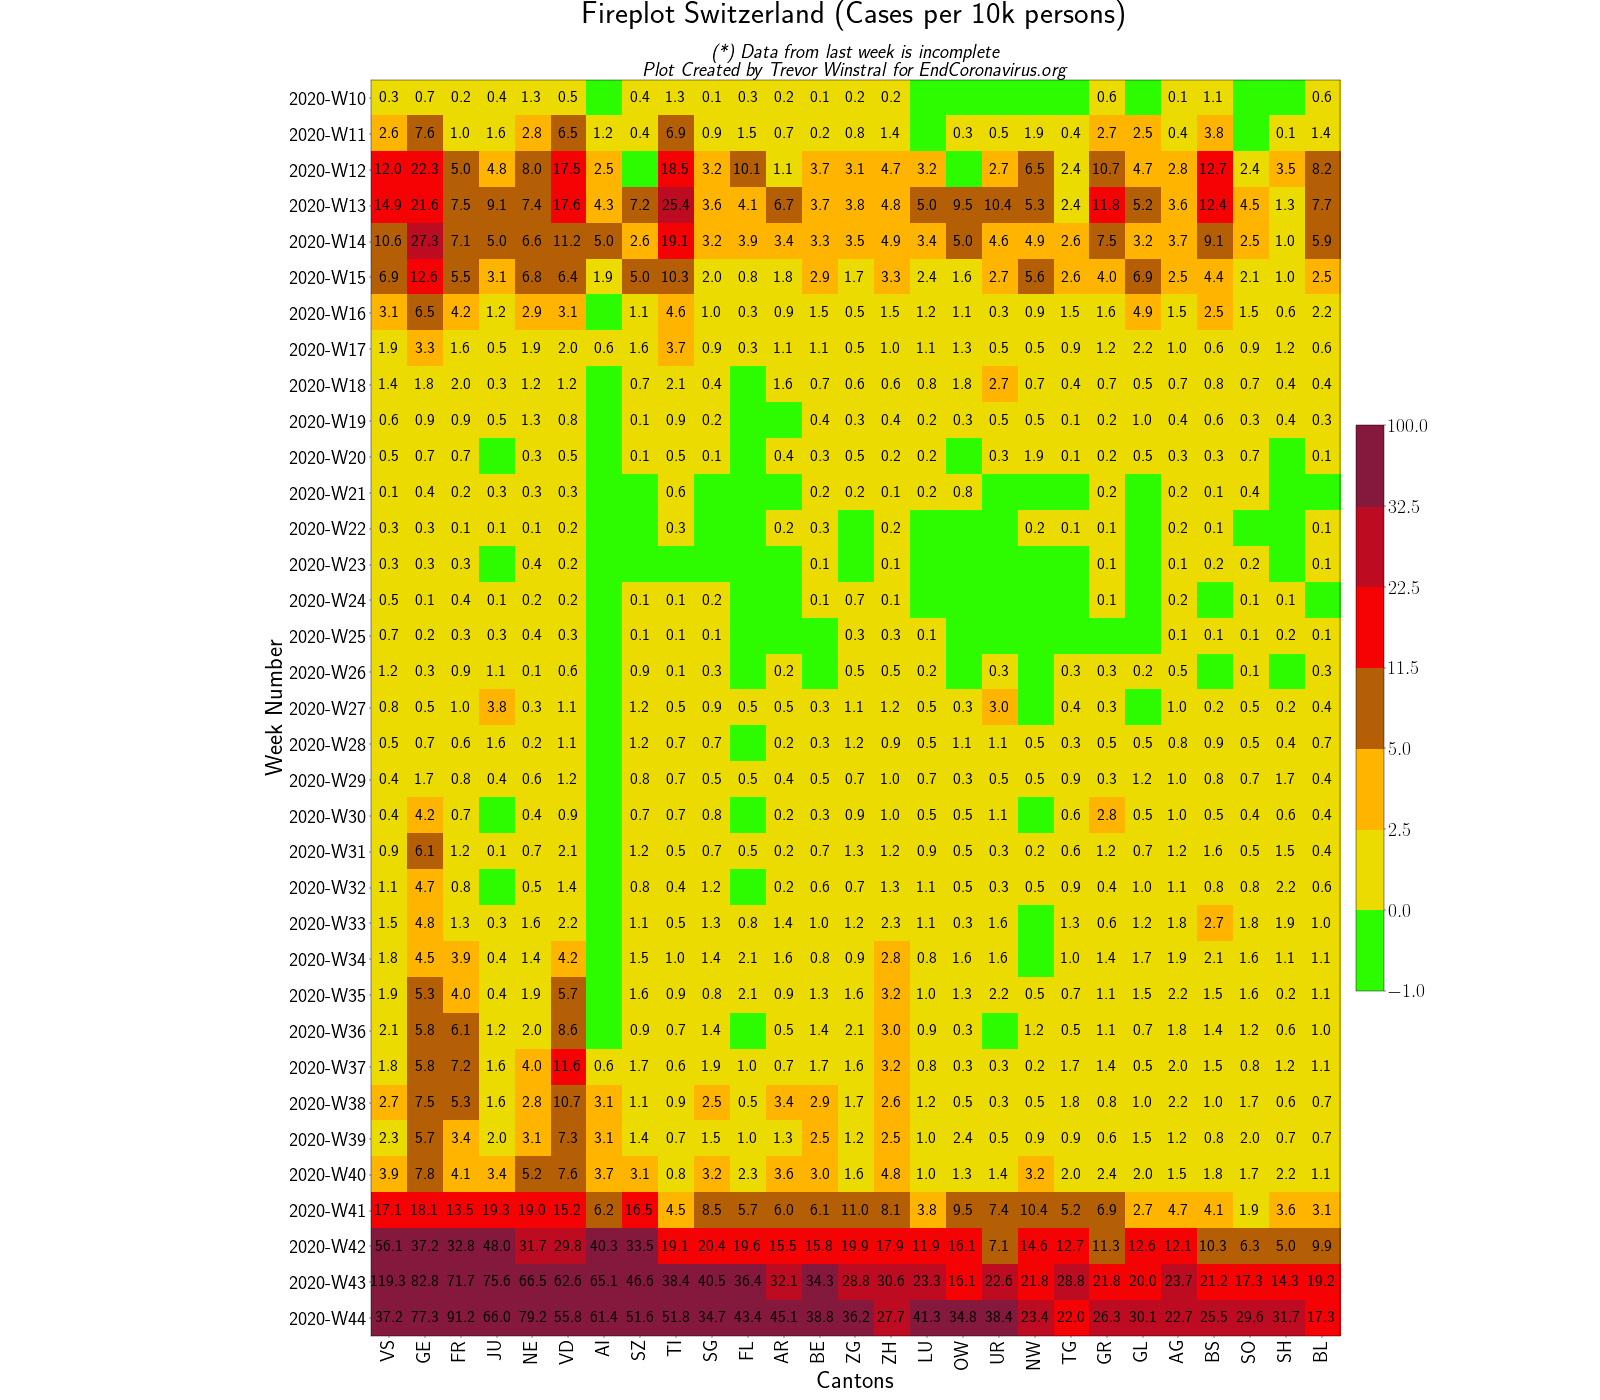 Fireplot Switzerland (Cases per 10k persons)
(*) Data from last week is incomplete
Plot Created by Trevor Winstral for EndCoronavirus.org
2020-W10 0.3 0.7 0.2 0.4 1.3 0.5 0.4 1.3 0.1 0.3 0.2 0.1 0.2 0.2 0.6 0.1 1.1 0.6
2020-W11 2.6 7.6 1.0 1.6 2.8 6.5 1.2 0.4 6.9 0.9 1.5 0.7 0.2 0.8 1.4 0.3 0.5 1.9 0.4 2.7 2.5 0.4 3.8 0.1 1.4
2020-W12 12.0 22.3 5.0 4.8 8.0 17.5 2.5 18.5 3.2 10.1 1.1 3.7 3.1 4.7 3.2 2.7 6.5 2.4 10.7 4.7 2.8 12.7 2.4 3.5 8.2
2020-W13 14.9 21.6 7.5 9.1 7.4 17.6 4.3 7.2 25.4 3.6 4.1 6.7 3.7 3.8 4.8 5.0 9.5 10.4 5.3 2.4 11.8 5.2 3.6 12.4 4.5 1.3 7.7
2020-W14 10.6 27.3 7.1 5.0 6.6 11.2 5.0 2.6 19.1 3.2 3.9 3.4 3.3 3.5 4.9 3.4 5.0 4.6 4.9 2.6 7.5 3.2 3.7 9.1 2.5 1.0 5.9
2020-W15 6.9 12.6 5.5 3.1 6.8 6.4 1.9 5.0 10.3 2.0 0.8 1.8 2.9 1.7 3.3 2.4 1.6 2.7 5.6 2.6 4.0 6.9 2.5 4.4 2.1 1.0 2.5
2020-W16 3.1 6.5 4.2 1.2 2.9 3.1 1.1 4.6 1.0 0.3 0.9 1.5 0.5 1.5 1.2 1.1 0.3 0.9 1.5 1.6 4.9 1.5 2.5 1.5 0.6 2.2
2020-W17 1.9 3.3 1.6 0.5 1.9 2.0 0.6 1.6 3.7 0.9 0.3 1.1 1.1 0.5 1.0 1.1 1.3 0.5 0.5 0.9 1.2 2.2 1.0 0.6 0.9 1.2 0.6
2020-W18 1.4 1.8 2.0 0.3 1.2 1.2 0.7 2.1 0.4 1.6 0.7 0.6 0.6 0.8 1.8 2.7 0.7 0.4 0.7 0.5 0.7 0.8 0.7 0.4 0.4
2020-W19 0.6 0.9 0.9 0.5 1.3 0.8 0.1 0.9 0.2 0.4 0.3 0.4 0.2 0.3 0.5 0.5 0.1 0.2 1.0 0.4 0.6 0.3 0.4 0.3
2020-W20 0.5 0.7 0.7 0.3 0.5 0.1 0.5 0.1 0.4 0.3 0.5 0.2 0.2 0.3 1.9 0.1 0.2 0.5 0.3 0.3 0.7 0.1
2020-W21 0.1 0.4 0.2 0.3 0.3 0.3 0.6 0.2 0.2 0.1 0.2 0.8 0.2 0.2 0.1 0.4
2020-W22 0.3 0.3 0.1 0.1 0.1 0.2 0.3 0.2 0.3 0.2 0.2 0.1 0.1 0.2 0.1 0.1
2020-W23 0.3 0.3 0.3 0.4 0.2 0.1 0.1 0.1 0.1 0.2 0.2 0.1
2020-W24 0.5 0.1 0.4 0.1 0.2 0.2 0.1 0.1 0.2 0.1 0.7 0.1 0.1 0.2 0.1 0.1
2020-W25 0.7 0.2 0.3 0.3 0.4 0.3 0.1 0.1 0.1 0.3 0.3 0.1 0.1 0.1 0.1 0.2 0.1
2020-W26 1.2 0.3 0.9 1.1 0.1 0.6 0.9 0.1 0.3 0.2 0.5 0.5 0.2 0.3 0.3 0.3 0.2 0.5 0.1 0.3
2020-W27 0.8 0.5 1.0 3.8 0.3 1.1 1.2 0.5 0.9 0.5 0.5 0.3 1.1 1.2 0.5 0.3 3.0 0.4 0.3 1.0 0.2 0.5 0.2 0.4
2020-W28 0.5 0.7 0.6 1.6 0.2 1.1 1.2 0.7 0.7 0.2 0.3 1.2 0.9 0.5 1.1 1.1 0.5 0.3 0.5 0.5 0.8 0.9 0.5 0.4 0.7
2020-W29 0.4 1.7 0.8 0.4 0.6 1.2 0.8 0.7 0.5 0.5 0.4 0.5 0.7 1.0 0.7 0.3 0.5 0.5 0.9 0.3 1.2 1.0 0.8 0.7 1.7 0.4
2020-W30 0.4 4.2 0.7 0.4 0.9 0.7 0.7 0.8 0.2 0.3 0.9 1.0 0.5 0.5 1.1 0.6 2.8 0.5 1.0 0.5 0.4 0.6 0.4
2020-W31 0.9 6.1 1.2 0.1 0.7 2.1 1.2 0.5 0.7 0.5 0.2 0.7 1.3 1.2 0.9 0.5 0.3 0.2 0.6 1.2 0.7 1.2 1.6 0.5 1.5 0.4
2020-W32 1.1 4.7 0.8 0.5 1.4 0.8 0.4 1.2 0.2 0.6 0.7 1.3 1.1 0.5 0.3 0.5 0.9 0.4 1.0 1.1 0.8 0.8 2.2 0.6
2020-W33 1.5 4.8 1.3 0.3 1.6 2.2 1.1 0.5 1.3 0.8 1.4 1.0 1.2 2.3 1.1 0.3 1.6 1.3 0.6 1.2 1.8 2.7 1.8 1.9 1.0
2020-W34 1.8 4.5 3.9 0.4 1.4 4.2 1.5 1.0 1.4 2.1 1.6 0.8 0.9 2.8 0.8 1.6 1.6 1.0 1.4 1.7 1.9 2.1 1.6 1.1 1.1
2020-W35 1.9 5.3 4.0 0.4 1.9 5.7 1.6 0.9 0.8 2.1 0.9 1.3 1.6 3.2 1.0 1.3 2.2 0.5 0.7 1.1 1.5 2.2 1.5 1.6 0.2 1.1
2020-W36 2.1 5.8 6.1 1.2 2.0 8.6 0.9 0.7 1.4 0.5 1.4 2.1 3.0 0.9 0.3 1.2 0.5 1.1 0.7 1.8 1.4 1.2 0.6 1.0
2020-W37 1.8 5.8 7.2 1.6 4.0 11.6 0.6 1.7 0.6 1.9 1.0 0.7 1.7 1.6 3.2 0.8 0.3 0.3 0.2 1.7 1.4 0.5 2.0 1.5 0.8 1.2 1.1
2020-W38 2.7 7.5 5.3 1.6 2.8 10.7 3.1 1.1 0.9 2.5 0.5 3.4 2.9 1.7 2.6 1.2 0.5 0.3 0.5 1.8 0.8 1.0 2.2 1.0 1.7 0.6 0.7
2020-W39 2.3 5.7 3.4 2.0 3.1 7.3 3.1 1.4 0.7 1.5 1.0 1.3 2.5 1.2 2.5 1.0 2.4 0.5 0.9 0.9 0.6 1.5 1.2 0.8 2.0 0.7 0.7
2020-W40 3.9 7.8 4.1 3.4 5.2 7.6 3.7 3.1 0.8 3.2 2.3 3.6 3.0 1.6 4.8 1.0 1.3 1.4 3.2 2.0 2.4 2.0 1.5 1.8 1.7 2.2 1.1
2020-W41 17.1 18.1 13.5 19.3 19.0 15.2 6.2 16.5 4.5 8.5 5.7 6.0 6.1 11.0 8.1 3.8 9.5 7.4 10.4 5.2 6.9 2.7 4.7 4.1 1.9 3.6 3.1
2020-W42 56.1 37.2 32.8 48.0 31.7 29.8 40.3 33.5 19.1 20.4 19.6 15.5 15.8 19.9 17.9 11.9 16.1 7.1 14.6 12.7 11.3 12.6 12.1 10.3 6.3 5.0 9.9
2020-W43 119.3 82.8 71.7 75.6 66.5 62.6 65.1 46.6 38.4 40.5 36.4 32.1 34.3 28.8 30.6 23.3 16.1 22.6 21.8 28.8 21.8 20.0 23.7 21.2 17.3 14.3 19.2
2020-W44 37.2 77.3 91.2 66.0 79.2 55.8 61.4 51.6 51.8 34.7 43.4 45.1 38.8 36.2 27.7 41.3 34.8 38.4 23.4 22.0 26.3 30.1 22.7 25.5 29.6 31.7 17.3
VS GE FR JU NE VD AI SZ TI SG FL AR BE ZG ZH LU OW UR NW TG GR GL AG BS SO SH BL
Cantons
Week Number
100.0
32.5
22.5
11.5
5.0
2.5
0.0
−1.0